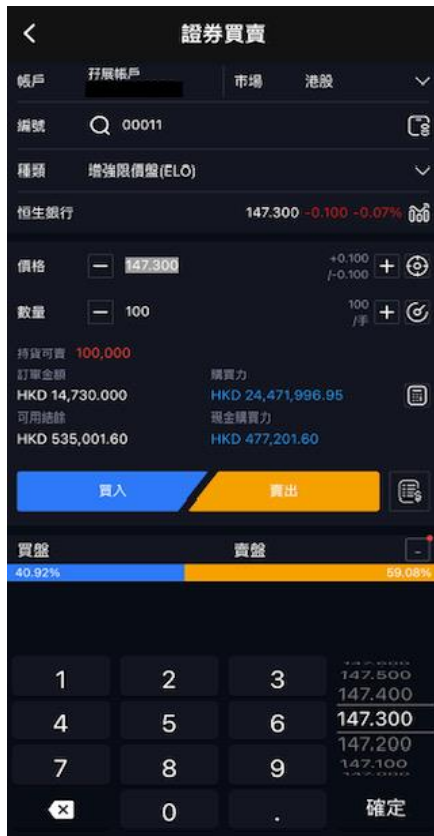 證券買賣
帳戶 孖展帳戶 市場 港股
編號 00011
種類 增強限價盤(ELO)
恒生銀行 147.300 -0.100 -0.07%
價格 147.300 +0.100 /-0.100
數量 100 100 /手
持貨可賣 100,000
訂單金額 購買力
HKD 14,730.000 HKD 24,471,996.95
可用結餘 現金購買力
HKD 535,001.60 HKD 477,201.60
買入 賣出
買盤 賣盤
40.92% 59.08%
1 2 3 147.500
147.400
4 5 6 147.300
147.200
7 8 9 147.100
0 . 確定